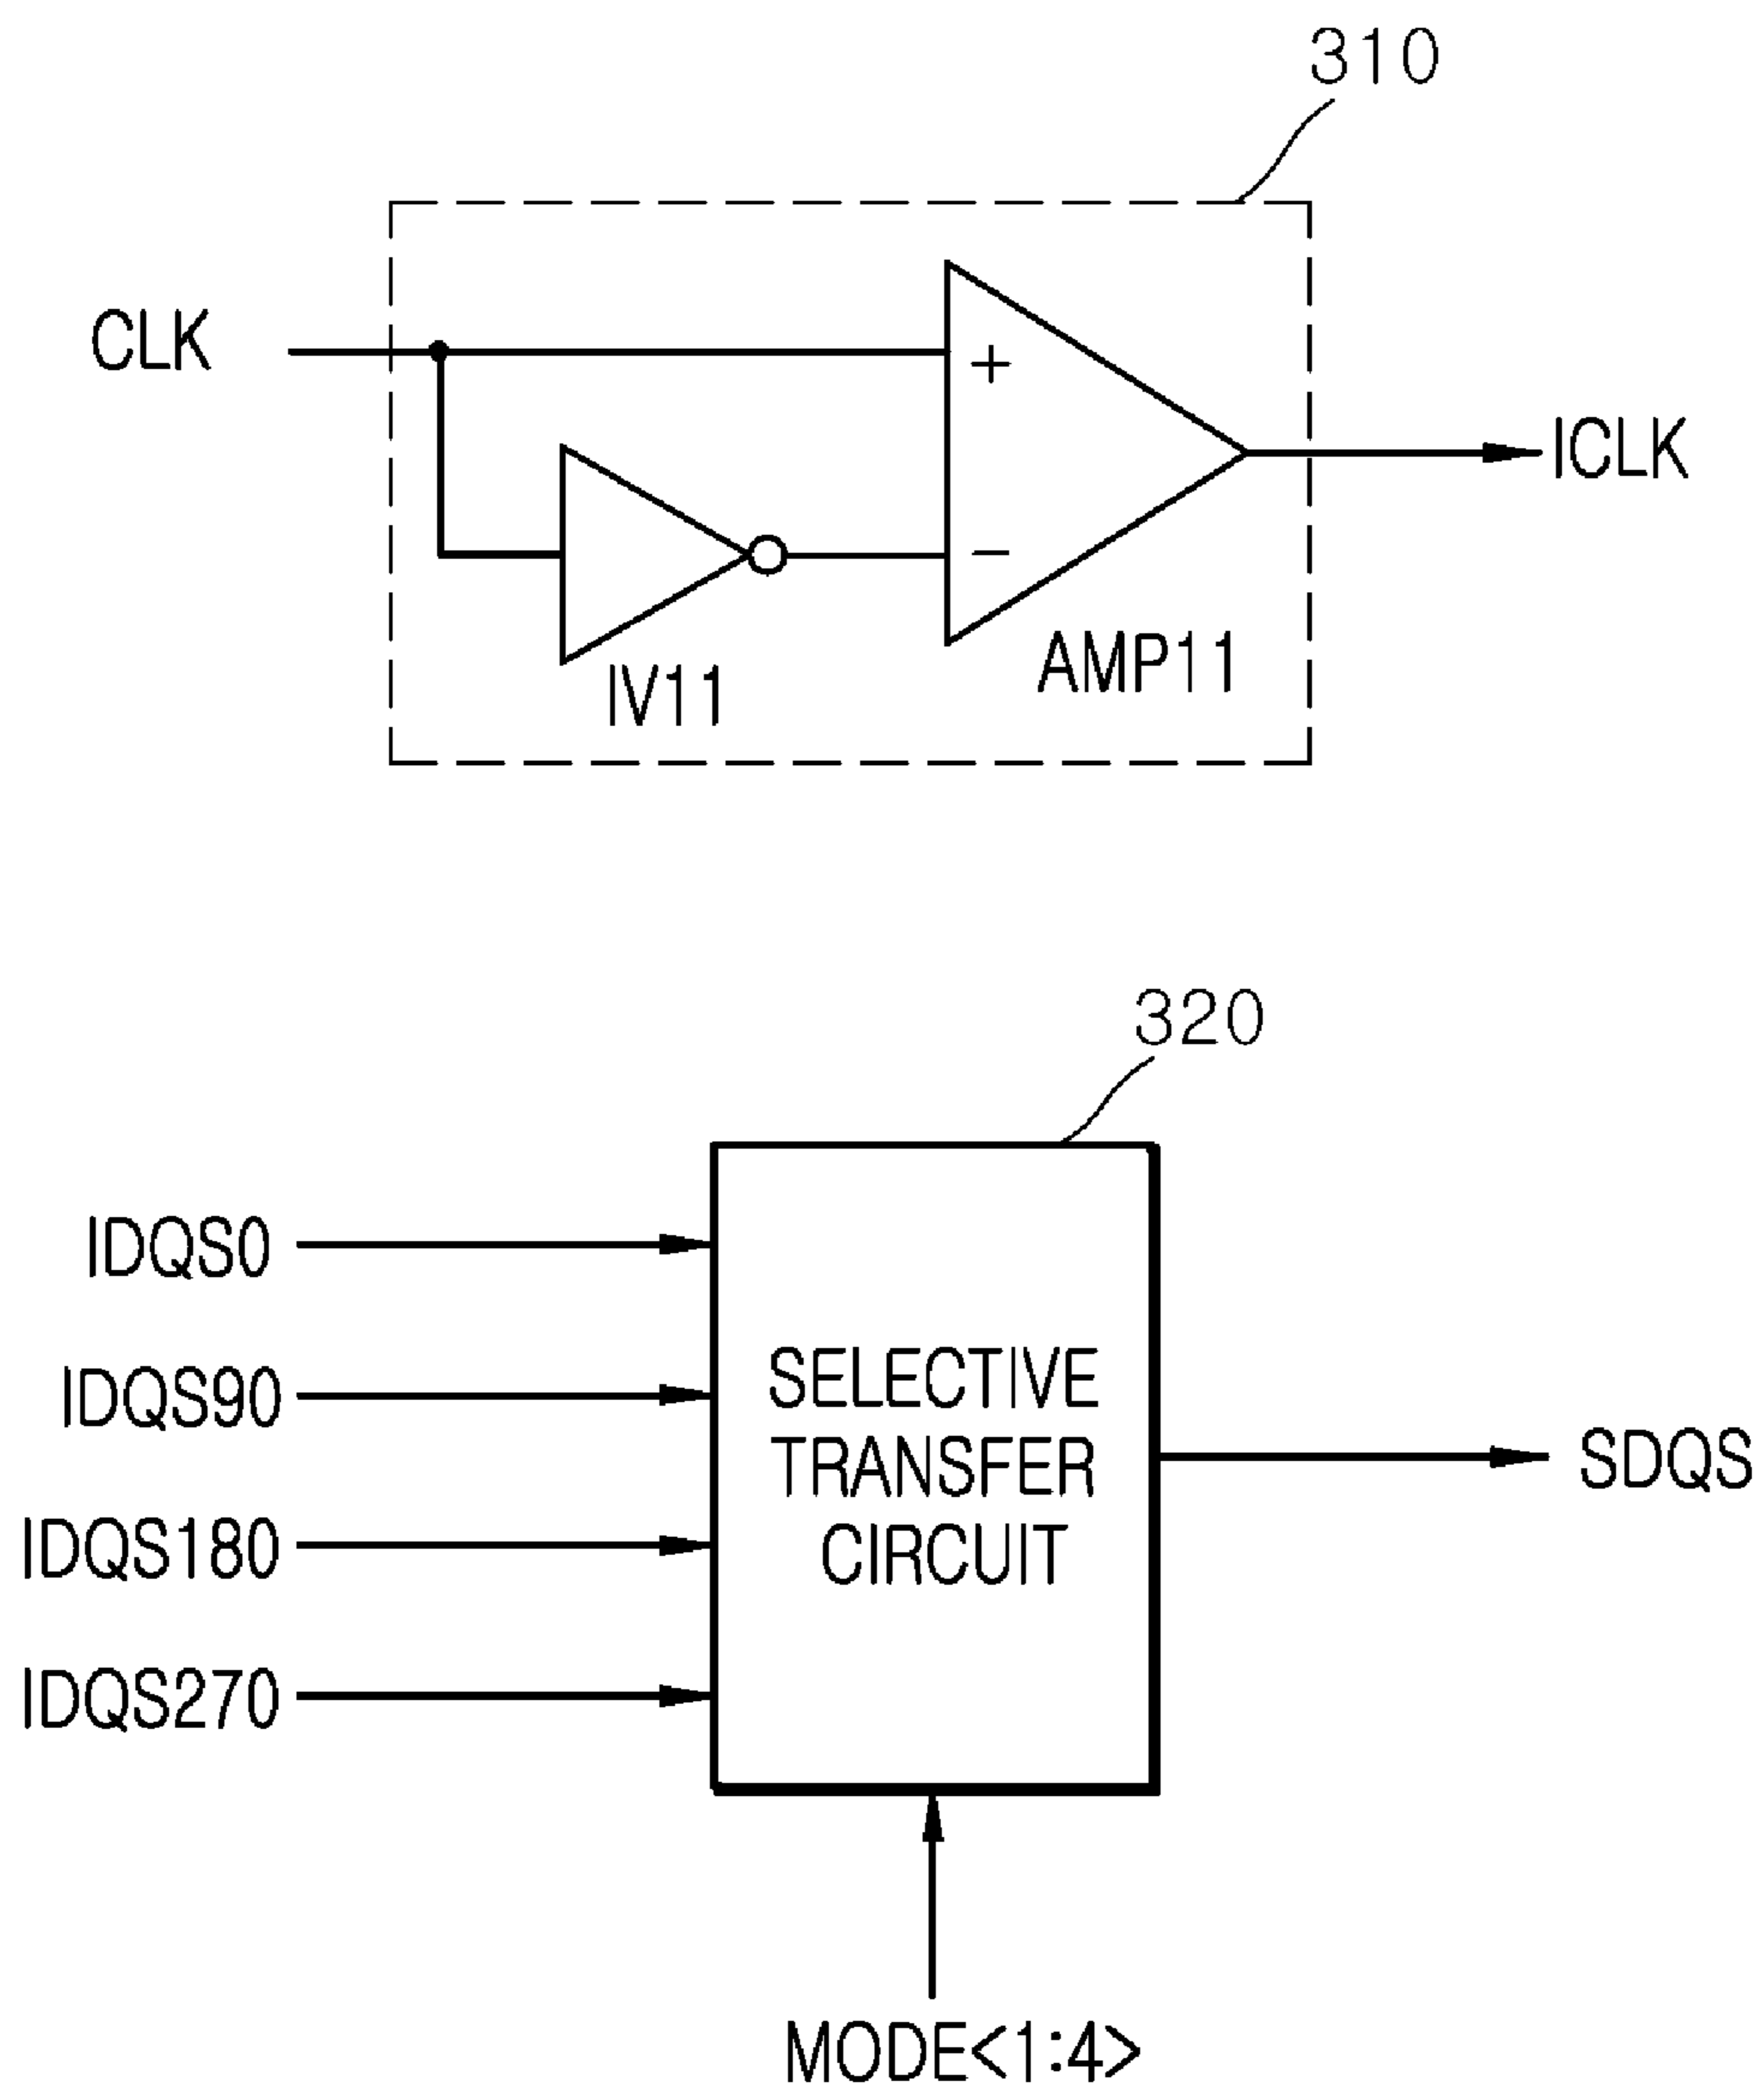 310
CLK
+
ICLK
−
AMP11
IV11
320
IDQS0
IDQS90
IDQS180
IDQS270
SELECTIVE
TRANSFER
CIRCUIT
SDQS
MODE<1:4>